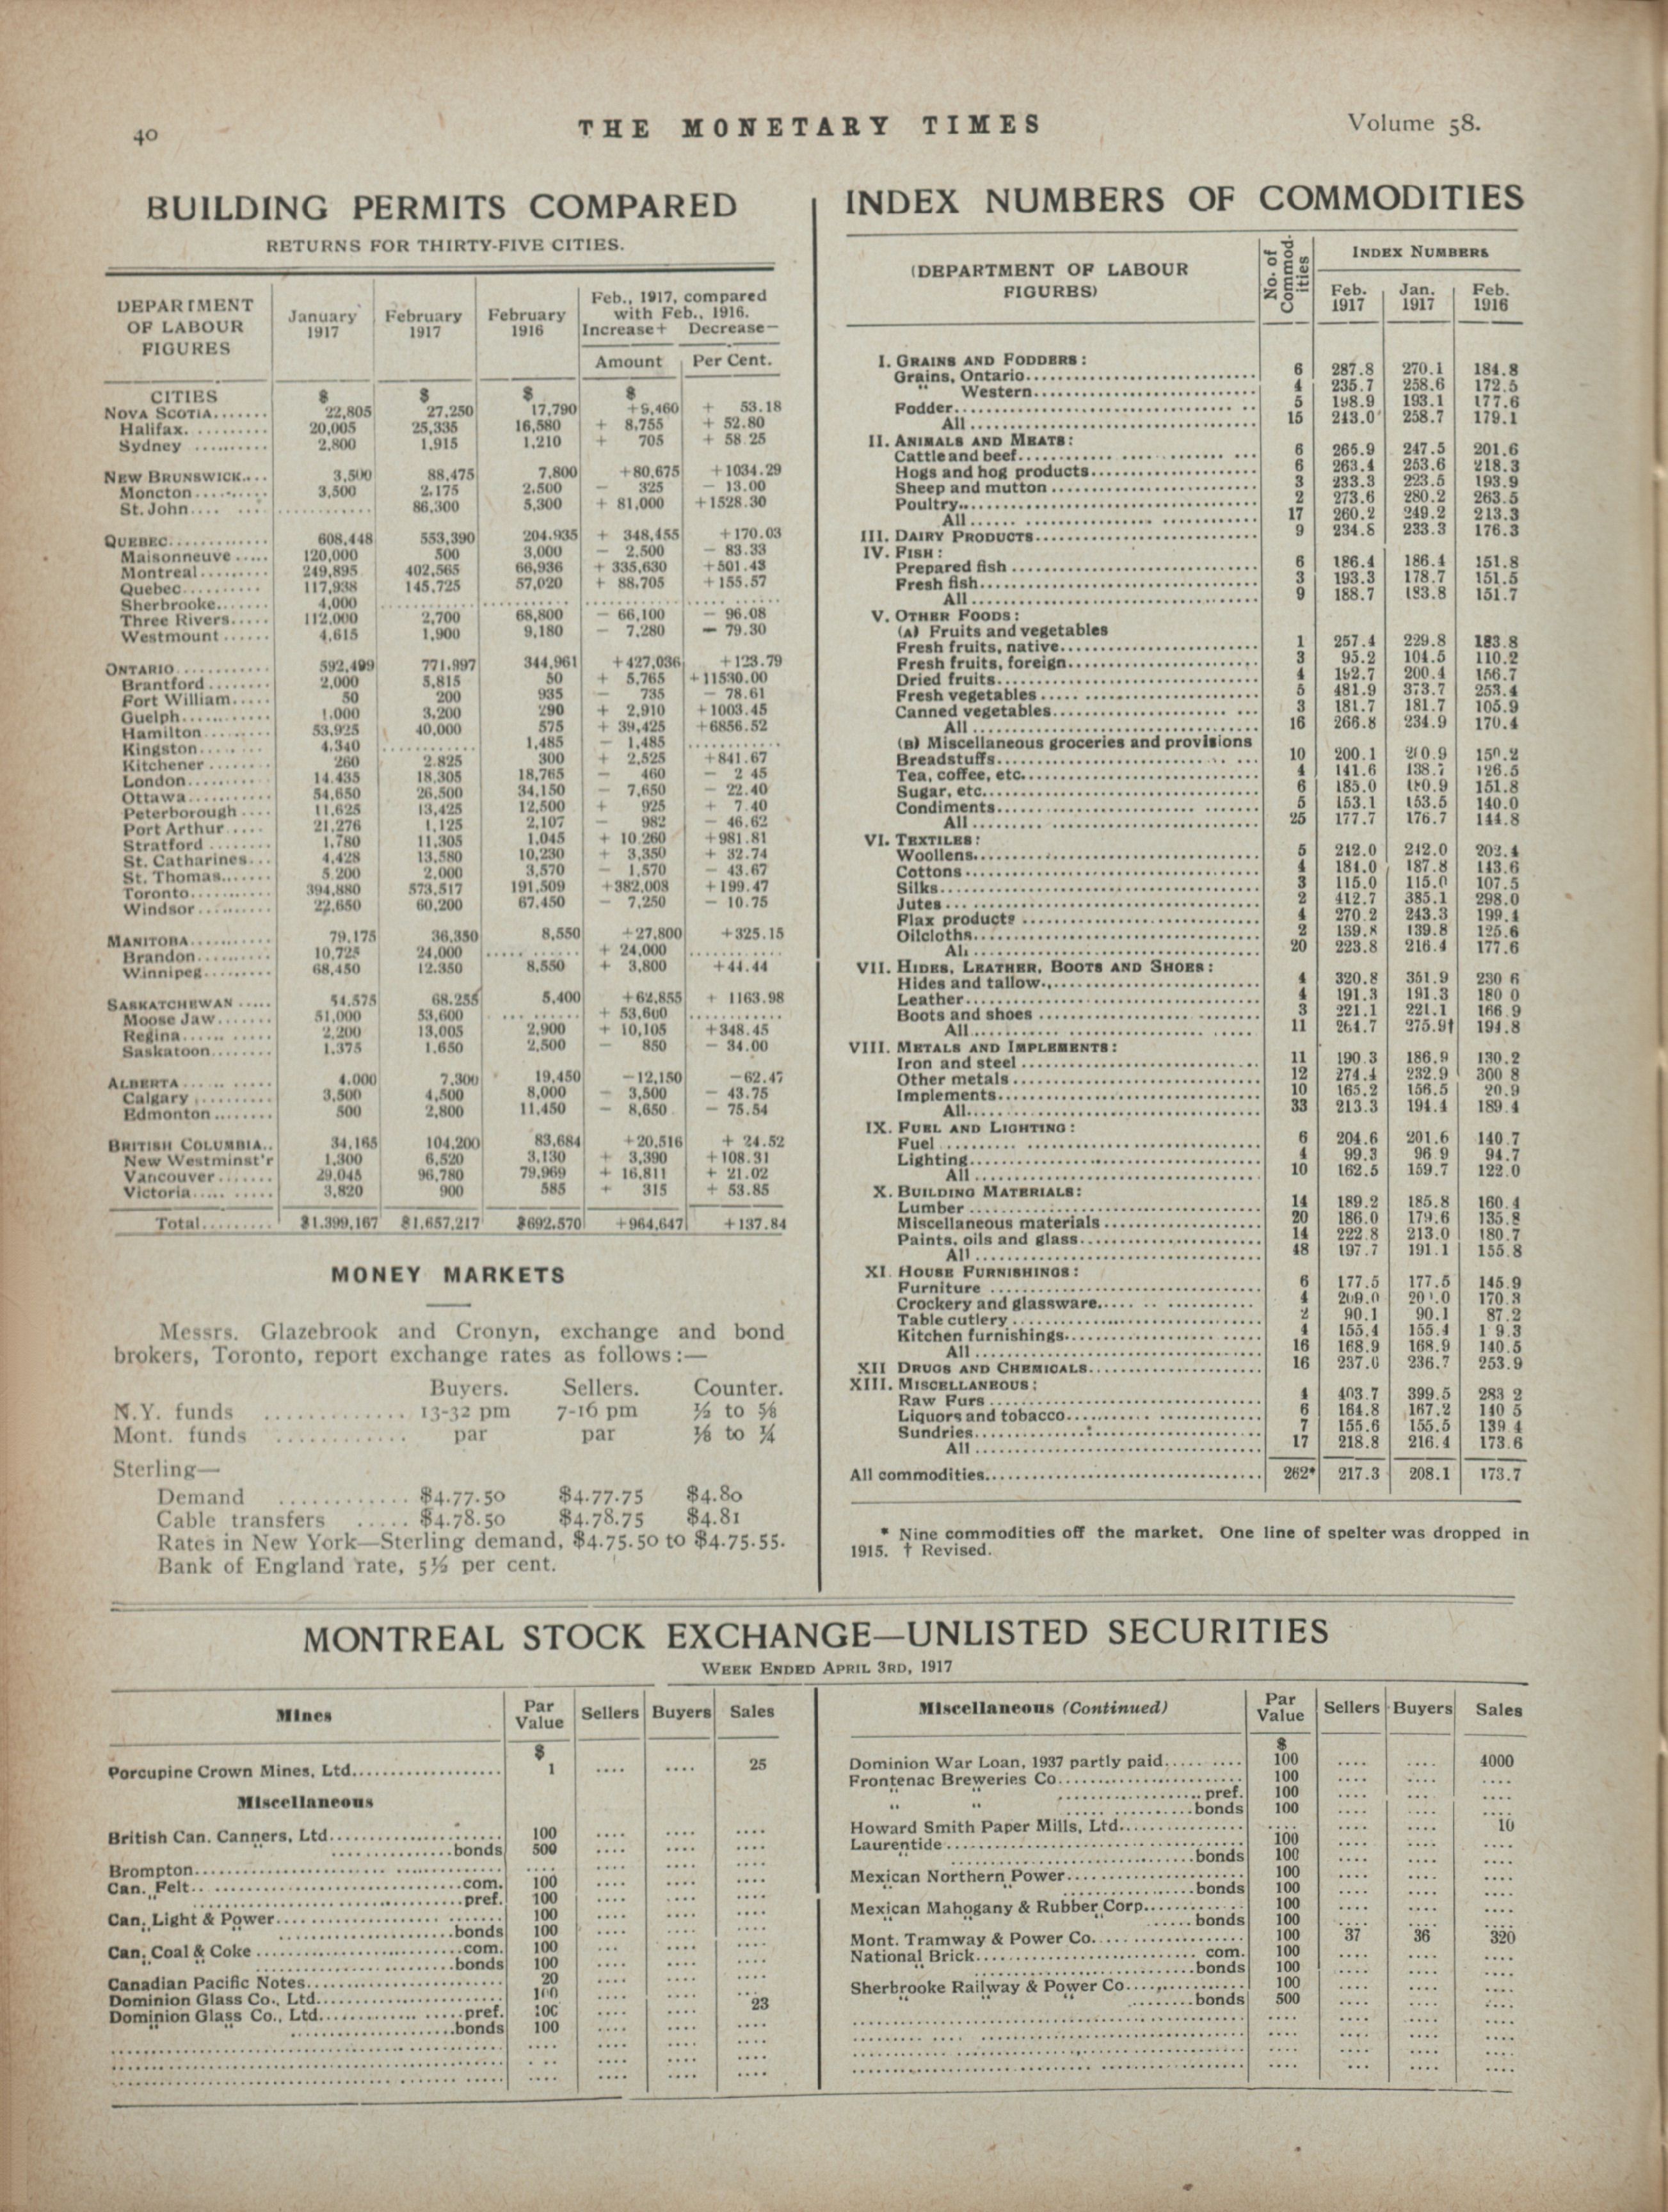 40
THE MONETARY TIMES
Volume 58.
BUILDING PERMITS COMPARED
RETURNS FOR THIRTY-FIVE CITIES.
DEPARTMENT OF LABOUR FIGURES | January 1917 | February 1917 | February 1916 | Feb., 1917, compared with Feb., 1916. Increase+ Decrease—
Amount | Per Cent.
CITIES $ $ $ $
NOVA SCOTIA....... 22,805 27,250 17,790 +9,460 + 53.18
Halifax.......... 20,005 25,335 16,580 + 8,755 + 52.80
Sydney .......... 2,800 1,915 1,210 + 705 + 58.25
NEW BRUNSWICK.... 3,500 88,475 7,800 +80,675 +1034.29
Moncton.......... 3,500 2,175 2,500 — 325 — 13.00
St. John.... ... ............ 86,300 5,300 + 81,000 +1528.30
QUEBEC............. 608,448 553,390 204,935 + 348,455 +170.03
Maisonneuve ..... 120,000 500 3,000 — 2,500 — 83.33
Montreal......... 249,895 402,565 66,936 + 335,630 +501.43
Quebec.......... 117,938 145,725 57,020 + 88,705 +155.57
Sherbrooke....... 4,000 ............ ............ ............ ............
Three Rivers..... 112,000 2,700 68,800 — 66,100 — 96.08
Westmount ...... 4,615 1,900 9,180 — 7,280 — 79.30
ONTARIO............ 592,499 771,997 344,961 +427,036 +123.79
Brantford........ 2,000 5,815 50 + 5,765 +11530.00
Fort William..... 50 200 935 — 735 — 78.61
Guelph........... 1,000 3,200 290 + 2,910 +1003.45
Hamilton ......... 53,925 40,000 575 + 39,425 +6856.52
Kingston........ 4,340 ............ 1,485 — 1,485 ............
Kitchener ........ 260 2,825 300 + 2,525 +841.67
London.......... 14,435 18,305 18,765 — 460 — 2 45
Ottawa........... 54,650 26,500 34,150 — 7,650 — 22.40
Peterborough .... 11,625 13,425 12,500 + 925 + 7.40
Port Arthur..... 21,276 1,125 2,107 — 982 — 46.62
Stratford ........ 1,780 11,305 1,045 + 10,260 +981.81
St. Catharines... 4,428 13,580 10,230 + 3,350 + 32.74
St. Thomas....... 5,200 2,000 3,570 — 1,570 — 43.67
Toronto........... 394,880 573,517 191,509 +382,008 +199.47
Windsor.......... 22,650 60,200 67,450 — 7,250 — 10.75
MANITOBA........... 79,175 36,350 8,550 +27,800 +325.15
Brandon.......... 10,725 24,000 ............ + 24,000 ............
Winnipeg......... 68,450 12,350 8,550 + 3,800 +44.44
SASKATCHEWAN ..... 54,575 68,255 5,400 +62,855 + 1163.98
Moose Jaw....... 51,000 53,600 ............ + 53,600 ............
Regina........... 2,200 13,005 2,900 + 10,105 +348.45
Saskatoon........ 1,375 1,650 2,500 — 850 — 34.00
ALBERTA............ 4,000 7,300 19,450 —12,150 —62.47
Calgary ......... 3,500 4,500 8,000 — 3,500 — 43.75
Edmonton........ 500 2,800 11,450 — 8,650 — 75.54
BRITISH COLUMBIA.. 34,165 104,200 83,684 +20,516 + 24.52
New Westminst'r 1,300 6,520 3,130 + 3,390 +108.31
Vancouver....... 29,045 96,780 79,969 + 16,811 + 21.02
Victoria........... 3,820 900 585 + 315 + 53.85
Total......... $1,399,167 $1,657,217 $692,570 +964,647 +137.84
MONEY MARKETS
Messrs. Glazebrook and Cronyn, exchange and bond
brokers, Toronto, report exchange rates as follows:—
Buyers. Sellers. Counter.
N.Y. funds ............. 13-32 pm 7-16 pm ½ to ⅝
Mont. funds ............ par par ⅛ to ¼
Sterling—
Demand ............ $4.77.50 $4.77.75 $4.80
Cable transfers ..... $4.78.50 $4.78.75 $4.81
Rates in New York—Sterling demand, $4.75.50 to $4.75.55.
Bank of England rate, 5½ per cent.
INDEX NUMBERS OF COMMODITIES
(DEPARTMENT OF LABOUR FIGURES) | No. of Commodities | INDEX NUMBERS
Feb. 1917 | Jan. 1917 | Feb. 1916
I. GRAINS AND FODDERS:
Grains, Ontario............ 6 287.8 270.1 184.8
" Western............ 4 235.7 258.6 172.5
Fodder............ 5 198.9 193.1 177.6
All............ 15 243.0 258.7 179.1
II. ANIMALS AND MEATS:
Cattle and beef............ 6 265.9 247.5 201.6
Hogs and hog products............ 6 263.4 253.6 218.3
Sheep and mutton ............ 3 233.3 223.5 193.9
Poultry............ 2 273.6 280.2 263.5
All............ 17 260.2 249.2 213.3
III. DAIRY PRODUCTS............ 9 234.8 233.3 176.3
IV. FISH:
Prepared fish ............ 6 186.4 186.4 151.8
Fresh fish............ 3 193.3 178.7 151.5
All............ 9 188.7 183.8 151.7
V. OTHER FOODS:
(A) Fruits and vegetables
Fresh fruits, native............ 1 257.4 229.8 183.8
Fresh fruits, foreign............ 3 95.2 104.5 110.2
Dried fruits............ 4 192.7 200.4 156.7
Fresh vegetables ............ 5 481.9 373.7 253.4
Canned vegetables............ 3 181.7 181.7 105.9
All............ 16 266.8 234.9 170.4
(B) Miscellaneous groceries and provisions
Breadstuffs............ 10 200.1 210.9 150.2
Tea, coffee, etc............ 4 141.6 138.7 126.5
Sugar, etc............ 6 185.0 180.9 151.8
Condiments............ 5 153.1 153.5 140.0
All............ 25 177.7 176.7 144.8
VI. TEXTILES:
Woollens............ 5 212.0 212.0 202.4
Cottons ............ 4 184.0 187.8 143.6
Silks............ 3 115.0 115.0 107.5
Jutes............ 2 412.7 385.1 298.0
Flax products ............ 4 270.2 243.3 199.4
Oilcloths............ 2 139.8 139.8 125.6
All............ 20 223.8 216.4 177.6
VII. HIDES, LEATHER, BOOTS AND SHOES:
Hides and tallow............ 4 320.8 351.9 230 6
Leather............ 4 191.3 191.3 180 0
Boots and shoes ............ 3 221.1 221.1 166 9
All............ 11 264.7 275.9† 194.8
VIII. METALS AND IMPLEMENTS:
Iron and steel ............ 11 190.3 186.9 130.2
Other metals............ 12 274.4 232.9 300 8
Implements............ 10 165.2 156.5 20.9
All............ 33 213.3 194.4 189.4
IX. FUEL AND LIGHTING:
Fuel ............ 6 204.6 201.6 140.7
Lighting............ 4 99.3 96 9 94.7
All............ 10 162.5 159.7 122.0
X. BUILDING MATERIALS:
Lumber ............ 14 189.2 185.8 160.4
Miscellaneous materials ............ 20 186.0 179.6 135.8
Paints, oils and glass............ 14 222.8 213.0 180.7
All............ 48 197.7 191.1 155.8
XI. HOUSE FURNISHINGS:
Furniture ............ 6 177.5 177.5 145.9
Crockery and glassware............ 4 209.0 20 .0 170.3
Table cutlery ............ 2 90.1 90.1 87.2
Kitchen furnishings............ 4 155.4 155.4 1 9.3
All............ 16 168.9 168.9 140.5
XII DRUGS AND CHEMICALS............ 16 237.0 236.7 253.9
XIII. MISCELLANEOUS:
Raw Furs ............ 4 403.7 399.5 283 2
Liquors and tobacco............ 6 164.8 167.2 140 5
Sundries............ 7 155.6 155.5 139 4
All............ 17 218.8 216.4 173.6
All commodities............ 262* 217.3 208.1 173.7
* Nine commodities off the market. One line of spelter was dropped in
1915. † Revised.
MONTREAL STOCK EXCHANGE—UNLISTED SECURITIES
WEEK ENDED APRIL 3RD, 1917
Mines | Par Value | Sellers | Buyers | Sales
$
Porcupine Crown Mines, Ltd............ 1 .... .... 25
Miscellaneous
British Can. Canners, Ltd............ 100 .... .... ....
" ............bonds 500 .... .... ....
Brompton............ .... .... .... ....
Can. Felt............com. 100 .... .... ....
" ............pref. 100 .... .... ....
Can. Light & Power............ 100 .... .... ....
" " ............bonds 100 .... .... ....
Can. Coal & Coke ............com. 100 .... .... ....
" " ............bonds 100 .... .... ....
Canadian Pacific Notes............ 20 .... .... ....
Dominion Glass Co., Ltd............ 100 .... .... ....
Dominion Glass Co., Ltd............pref. 100 .... .... 23
" " ............bonds 100 .... .... ....
Miscellaneous (Continued) | Par Value | Sellers | Buyers | Sales
$
Dominion War Loan, 1937 partly paid............ 100 .... .... 4000
Frontenac Breweries Co............ 100 .... .... ....
" " ............pref. 100 .... .... ....
" " ............bonds 100 .... .... ....
Howard Smith Paper Mills, Ltd............ .... .... .... 10
Laurentide............ 100 .... .... ....
" ............bonds 100 .... .... ....
Mexican Northern Power............ 100 .... .... ....
" " ............bonds 100 .... .... ....
Mexican Mahogany & Rubber Corp............ 100 .... .... ....
" " " ......bonds 100 .... .... ....
Mont. Tramway & Power Co............ 100 37 36 320
National Brick............ com. 100 .... .... ....
" ............bonds 100 .... .... ....
Sherbrooke Railway & Power Co............ 100 .... .... ....
" " " .........bonds 500 .... .... ....